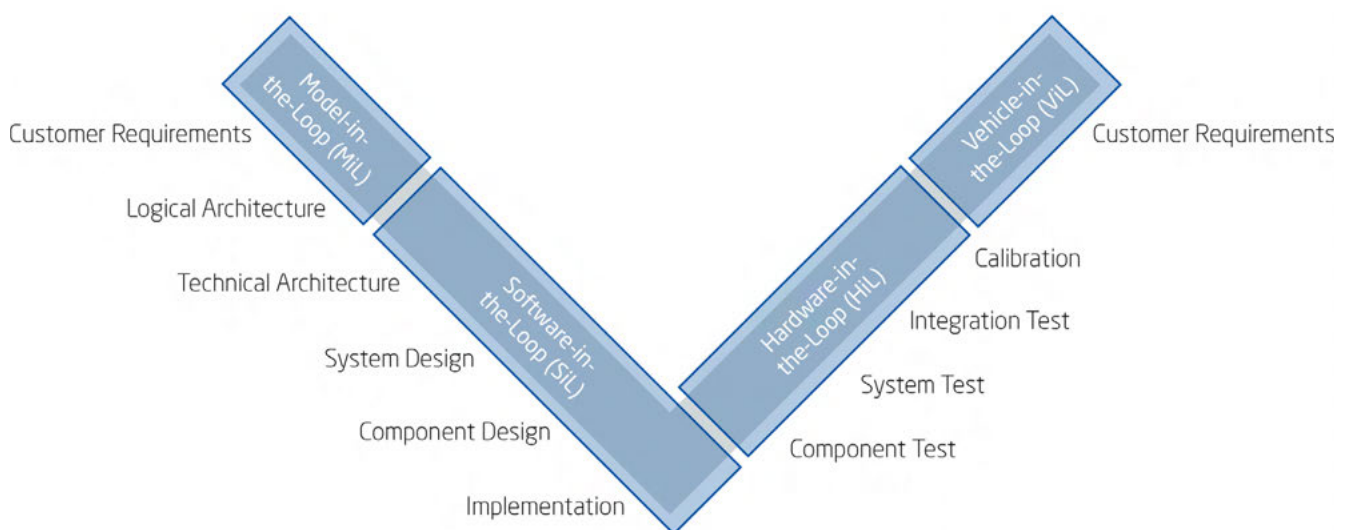 Model-in-
the-Loop (MiL)
Vehicle-in-
the-Loop (ViL)
Customer Requirements
Customer Requirements
Logical Architecture
Technical Architecture
Software-in-
the-Loop (SiL)
Hardware-in-
the-Loop (HiL)
Calibration
Integration Test
System Design
System Test
Component Design
Component Test
Implementation